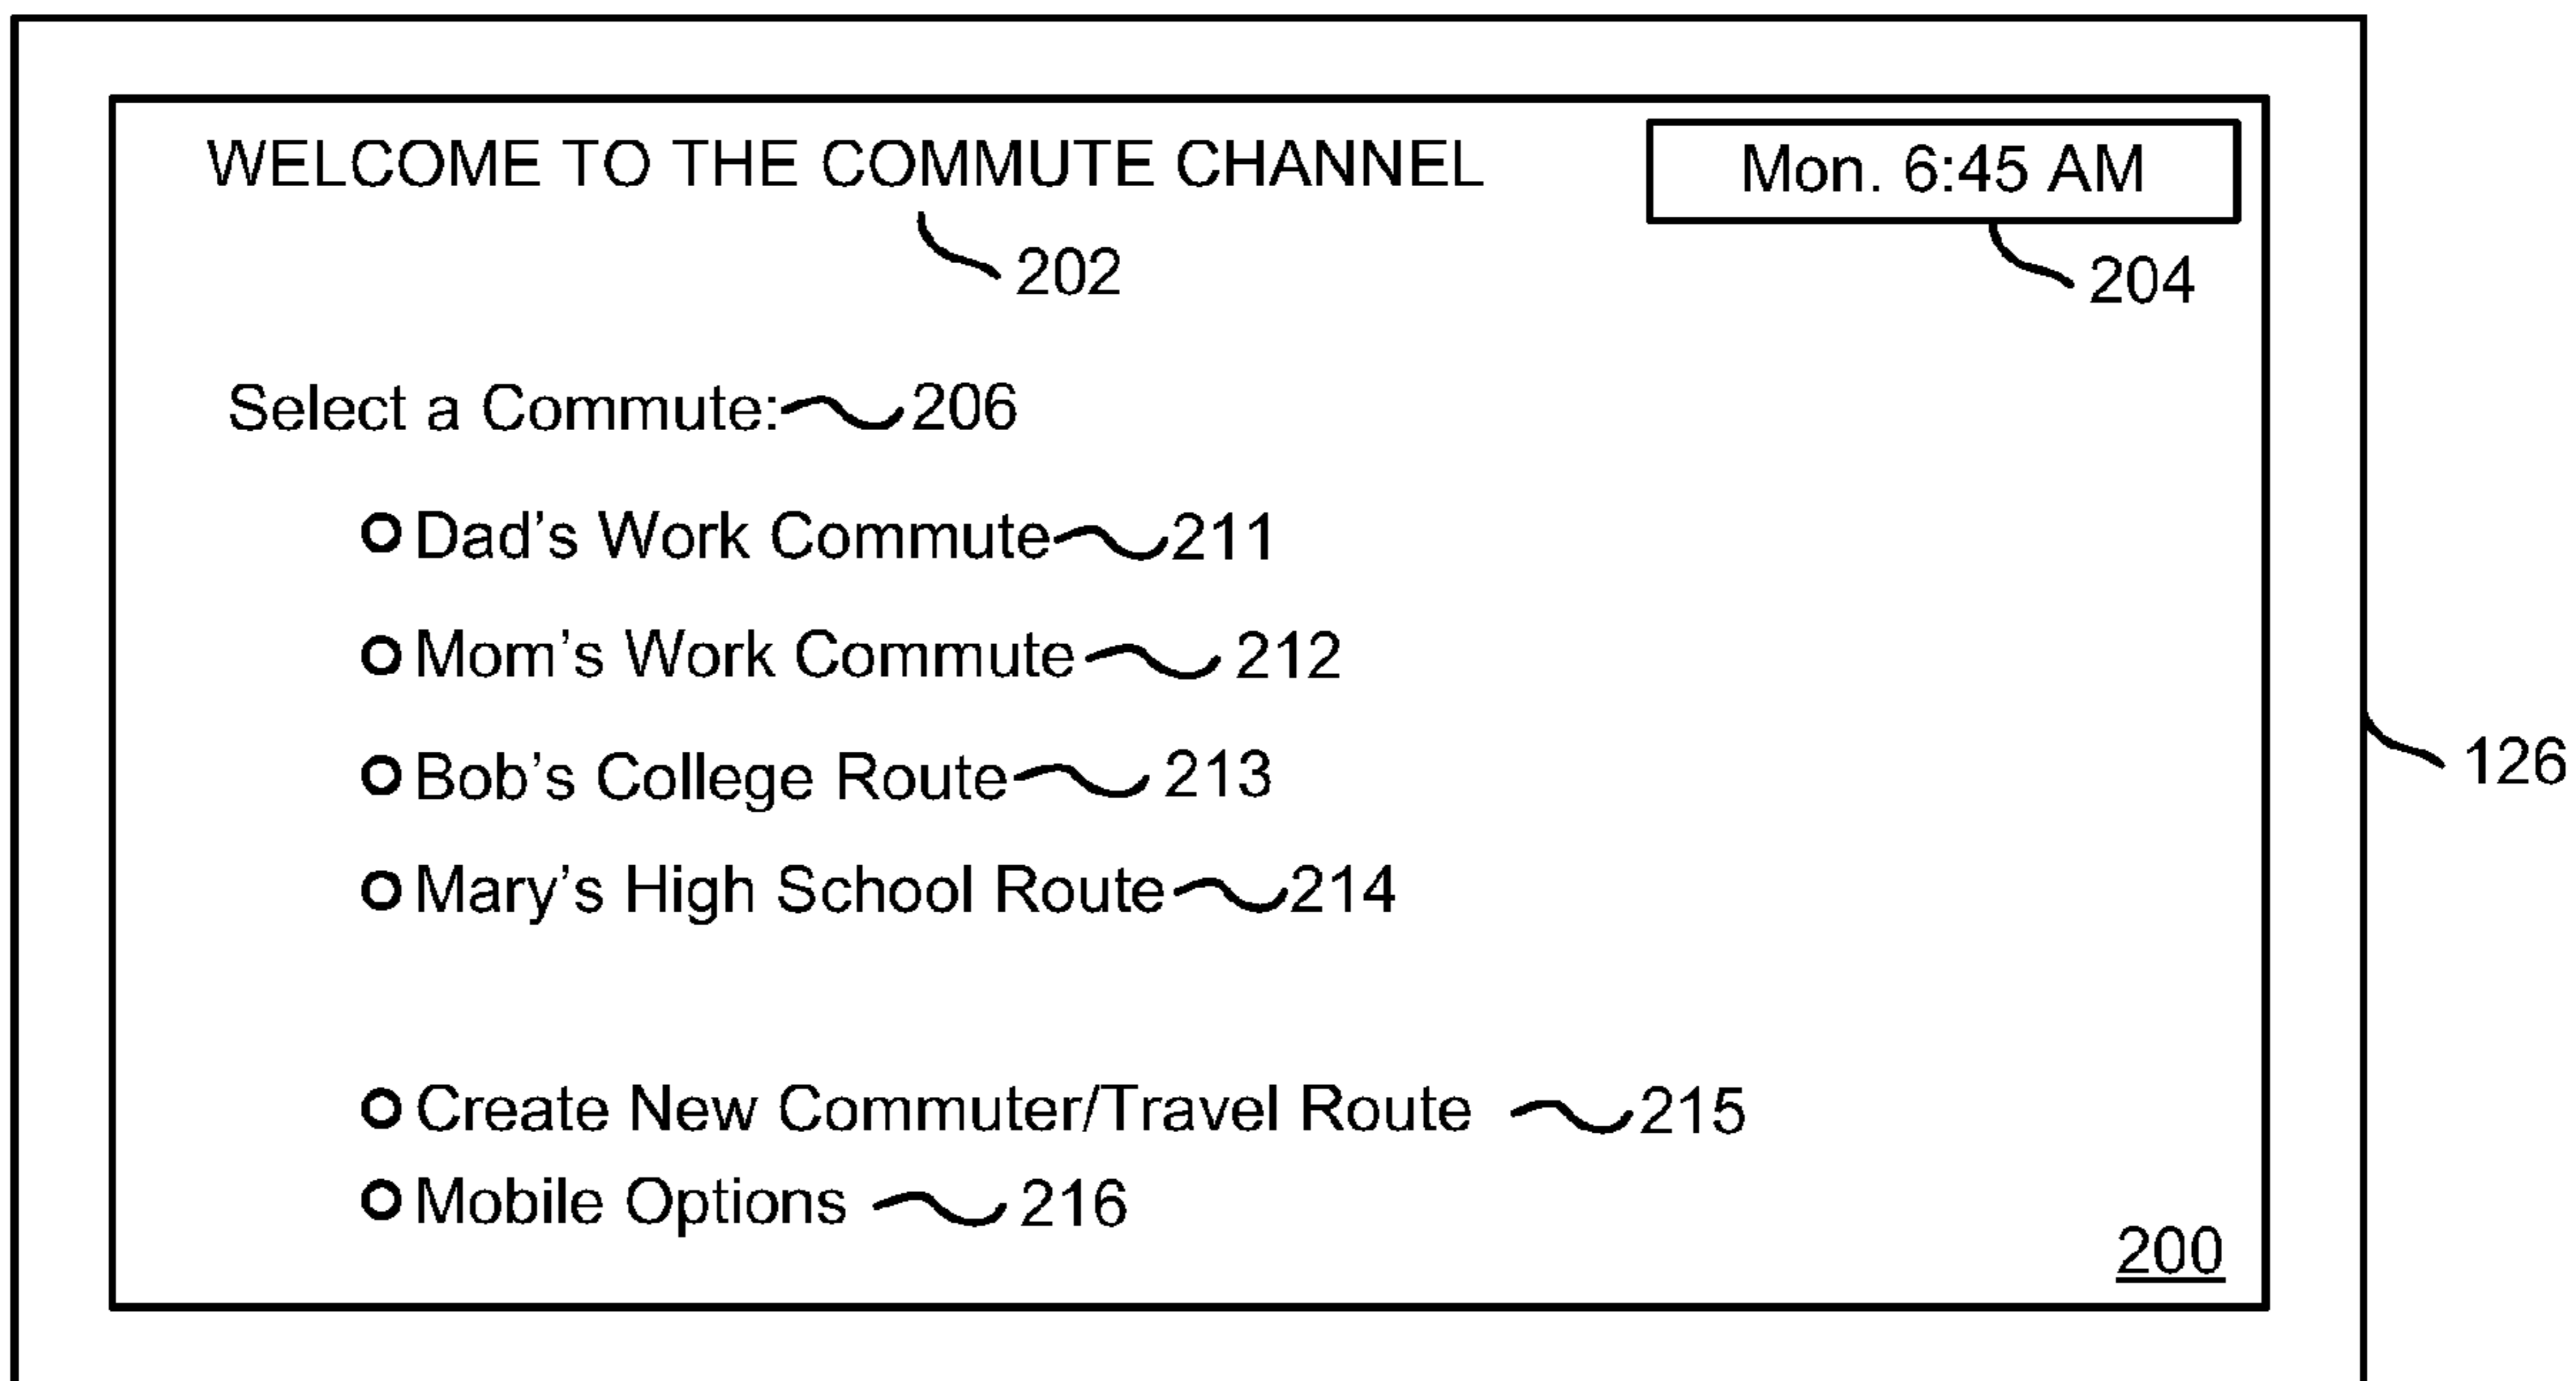 WELCOME TO THE COMMUTE CHANNEL Mon. 6:45 AM
202 204
Select a Commute: 206
Dad's Work Commute 211
Mom's Work Commute 212
Bob's College Route 213
126
Mary's High School Route 214
Create New Commuter/Travel Route 215
Mobile Options 216
200